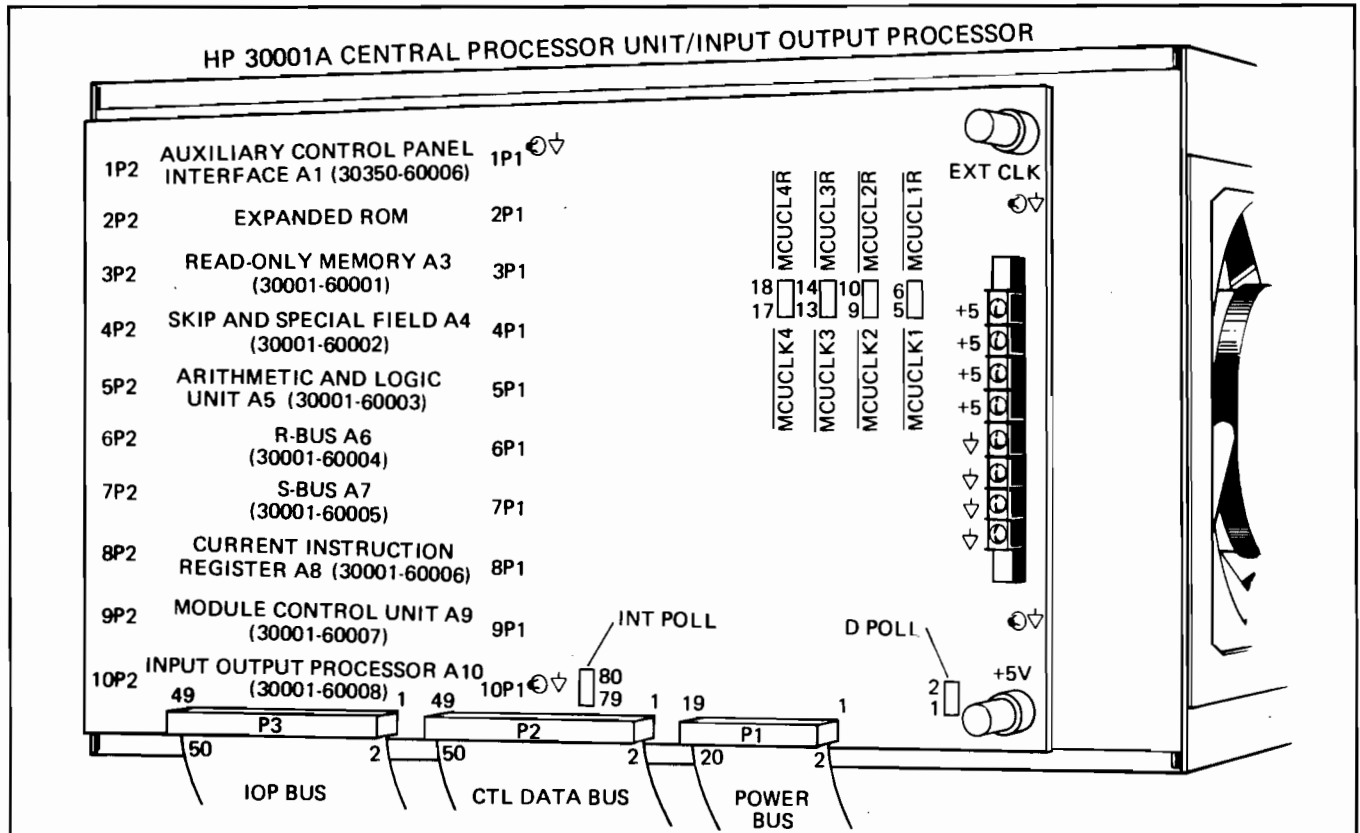 HP 30001A CENTRAL PROCESSOR UNIT/INPUT OUTPUT PROCESSOR
1P2 AUXILIARY CONTROL PANEL 1P1
INTERFACE A1 (30350-60006)
2P2 EXPANDED ROM 2P1
3P2 READ-ONLY MEMORY A3 3P1
(30001-60001)
4P2 SKIP AND SPECIAL FIELD A4 4P1
(30001-60002)
5P2 ARITHMETIC AND LOGIC 5P1
UNIT A5 (30001-60003)
6P2 R-BUS A6 6P1
(30001-60004)
7P2 S-BUS A7 7P1
(30001-60005)
8P2 CURRENT INSTRUCTION 8P1
REGISTER A8 (30001-60006)
9P2 MODULE CONTROL UNIT A9 9P1
(30001-60007)
10P2 INPUT OUTPUT PROCESSOR A10 10P1
(30001-60008)
EXT CLK
MCUCL4R MCUCL3R MCUCL2R MCUCL1R
18 14 10 6
17 13 9 5
MCUCLK4 MCUCLK3 MCUCLK2 MCUCLK1
+5
+5
+5
+5
INT POLL
80
79
D POLL
2
1
+5V
49 1 49 1 19 1
P3 P2 P1
50 2 50 2 20 2
IOP BUS CTL DATA BUS POWER
BUS